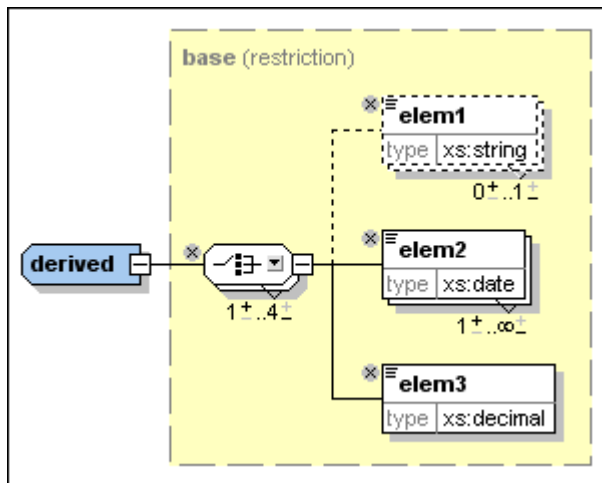 base (restriction)
elem1
type xs:string
0±..1±
derived
1±..4±
elem2
type xs:date
1±..∞±
elem3
type xs:decimal